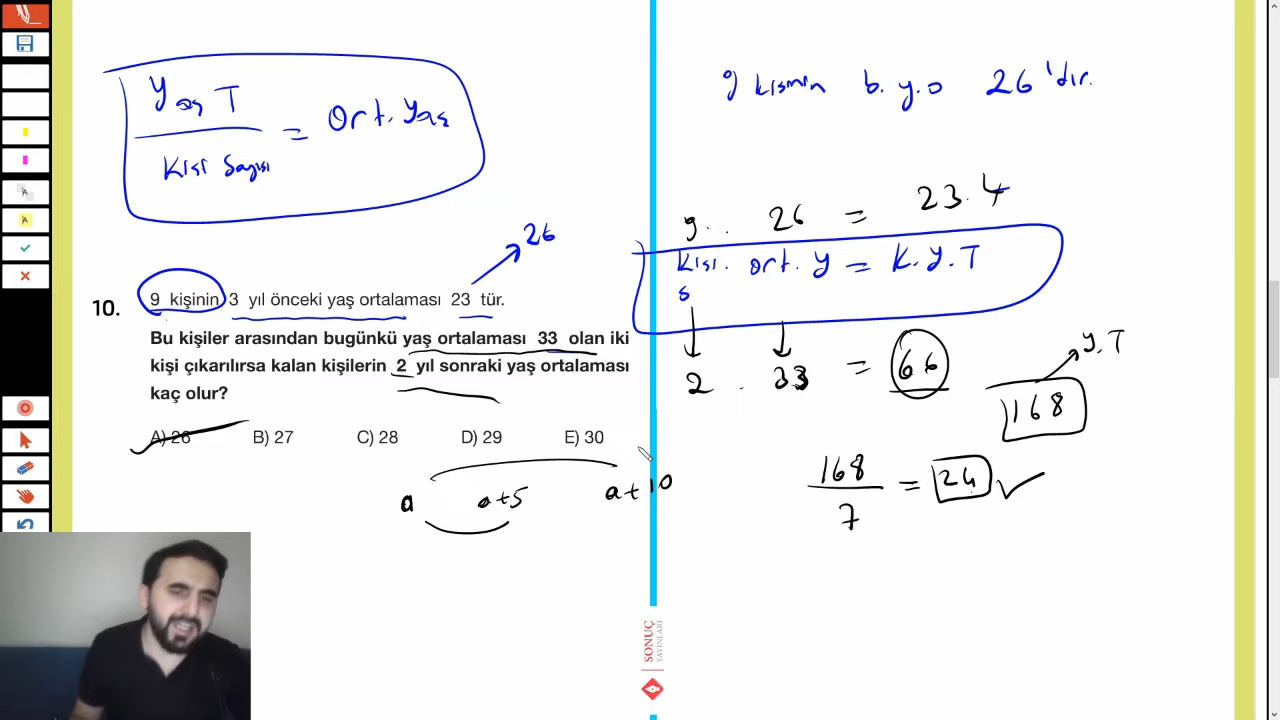 Yaş T
Kişi Sayısı
= Ort. Yaş
→ 26
10. 9 kişinin 3 yıl önceki yaş ortalaması 23 tür.
Bu kişiler arasından bugünkü yaş ortalaması 33 olan iki
kişi çıkarılırsa kalan kişilerin 2 yıl sonraki yaş ortalaması
kaç olur?
A) 26 B) 27 C) 28 D) 29 E) 30
a a+5 a+10
9 kişinin b.y.o 26'dır.
9 . 26 = 23.4
Kişi. ort. y = K.y.T
s
2 . 33 = 66
y.T
168
168
7
= 24 ✓
SONUÇ
YAYINLARI